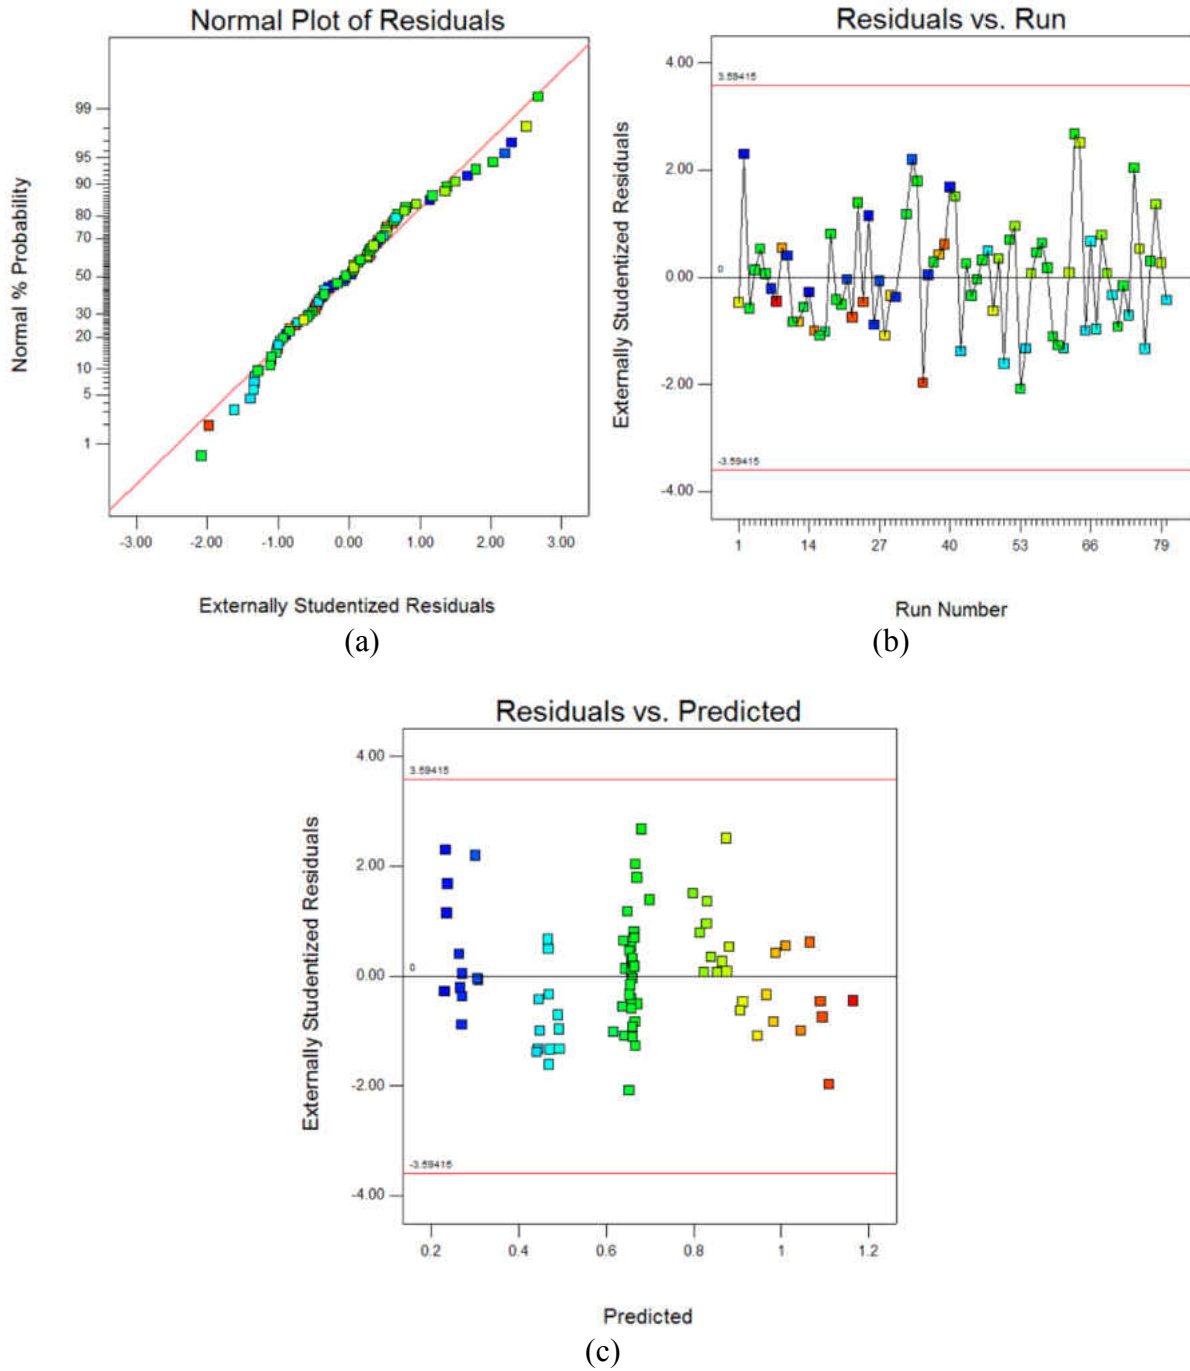 Normal Plot of Residuals
Normal % Probability
99
95
90
80
70
50
30
20
10
5
1
-3.00 -2.00 -1.00 0.00 1.00 2.00 3.00
Externally Studentized Residuals
(a)
Residuals vs. Run
Externally Studentized Residuals
4.00
3.59415
2.00
0.00
0
-2.00
-3.59415
-4.00
1 14 27 40 53 66 79
Run Number
(b)
Residuals vs. Predicted
Externally Studentized Residuals
4.00
3.59415
2.00
0.00
0
-2.00
-3.59415
-4.00
0.2 0.4 0.6 0.8 1 1.2
Predicted
(c)